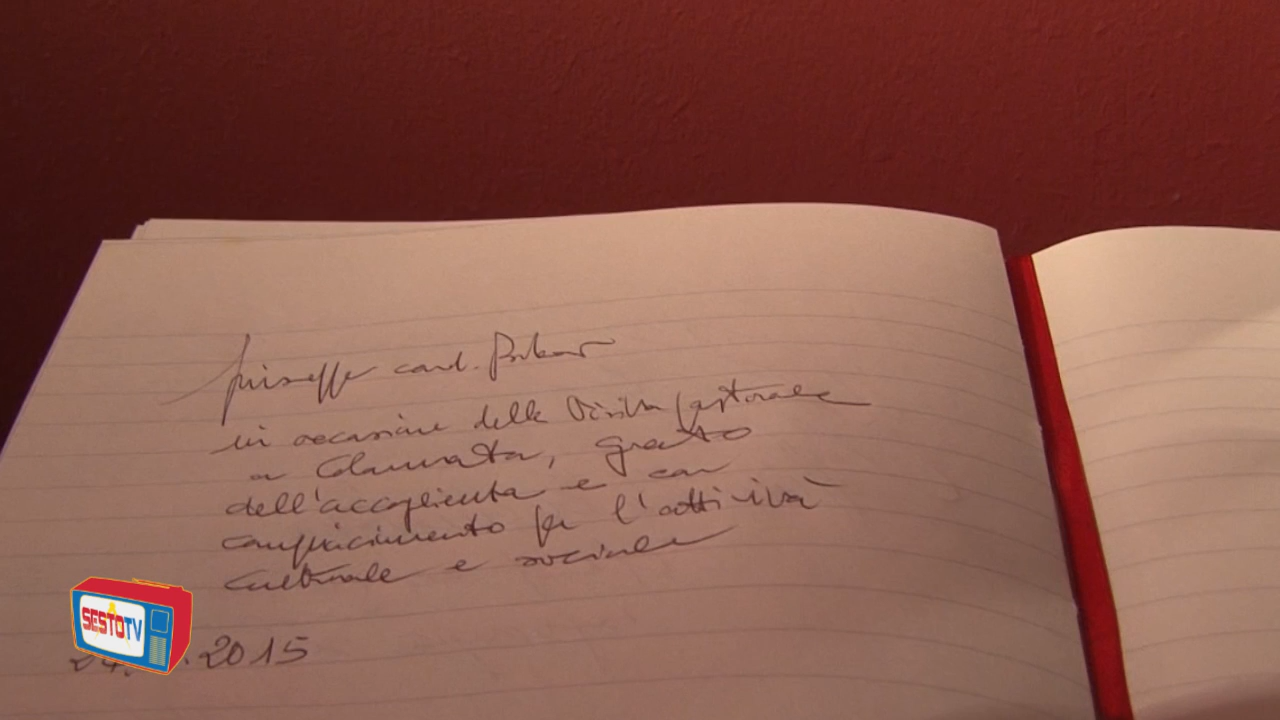 Giuseppe card. Betori
in occasione della Visita pastorale
a Colonnata, grato
dell'accoglienza e con
compiacimento per l'attività
culturale e sociale
2015
SESTO TV